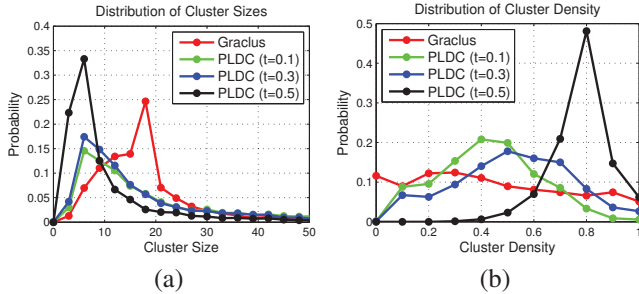 Distribution of Cluster Sizes
0.4
0.35
0.3
0.25
0.2
0.15
0.1
0.05
0
Probability
Graclus
PLDC (t=0.1)
PLDC (t=0.3)
PLDC (t=0.5)
0 10 20 30 40 50
Cluster Size
(a)
Distribution of Cluster Density
0.5
0.4
0.3
0.2
0.1
0
Probability
Graclus
PLDC (t=0.1)
PLDC (t=0.3)
PLDC (t=0.5)
0 0.2 0.4 0.6 0.8 1
Cluster Density
(b)